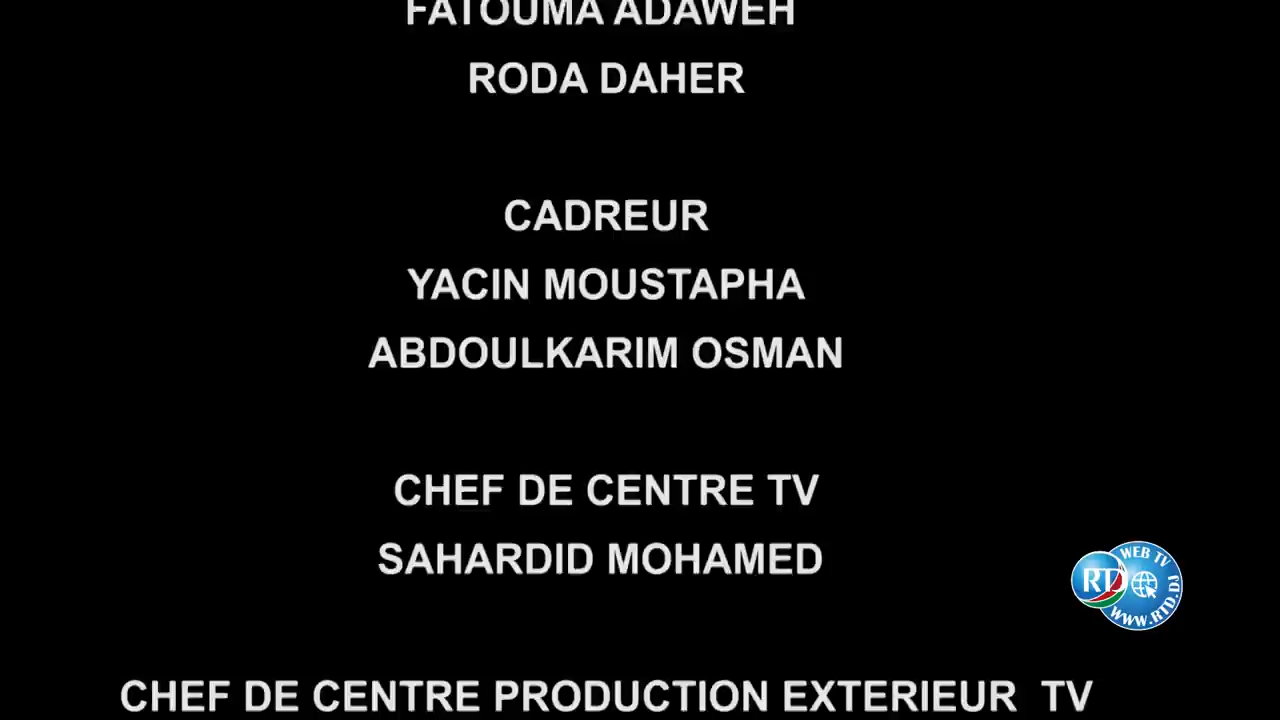 FATOUMA ADAWEH
RODA DAHER
CADREUR
YACIN MOUSTAPHA
ABDOULKARIM OSMAN
CHEF DE CENTRE TV
SAHARDID MOHAMED
WEB TV
RTD
WWW.RTD.DJ
CHEF DE CENTRE PRODUCTION EXTERIEUR TV